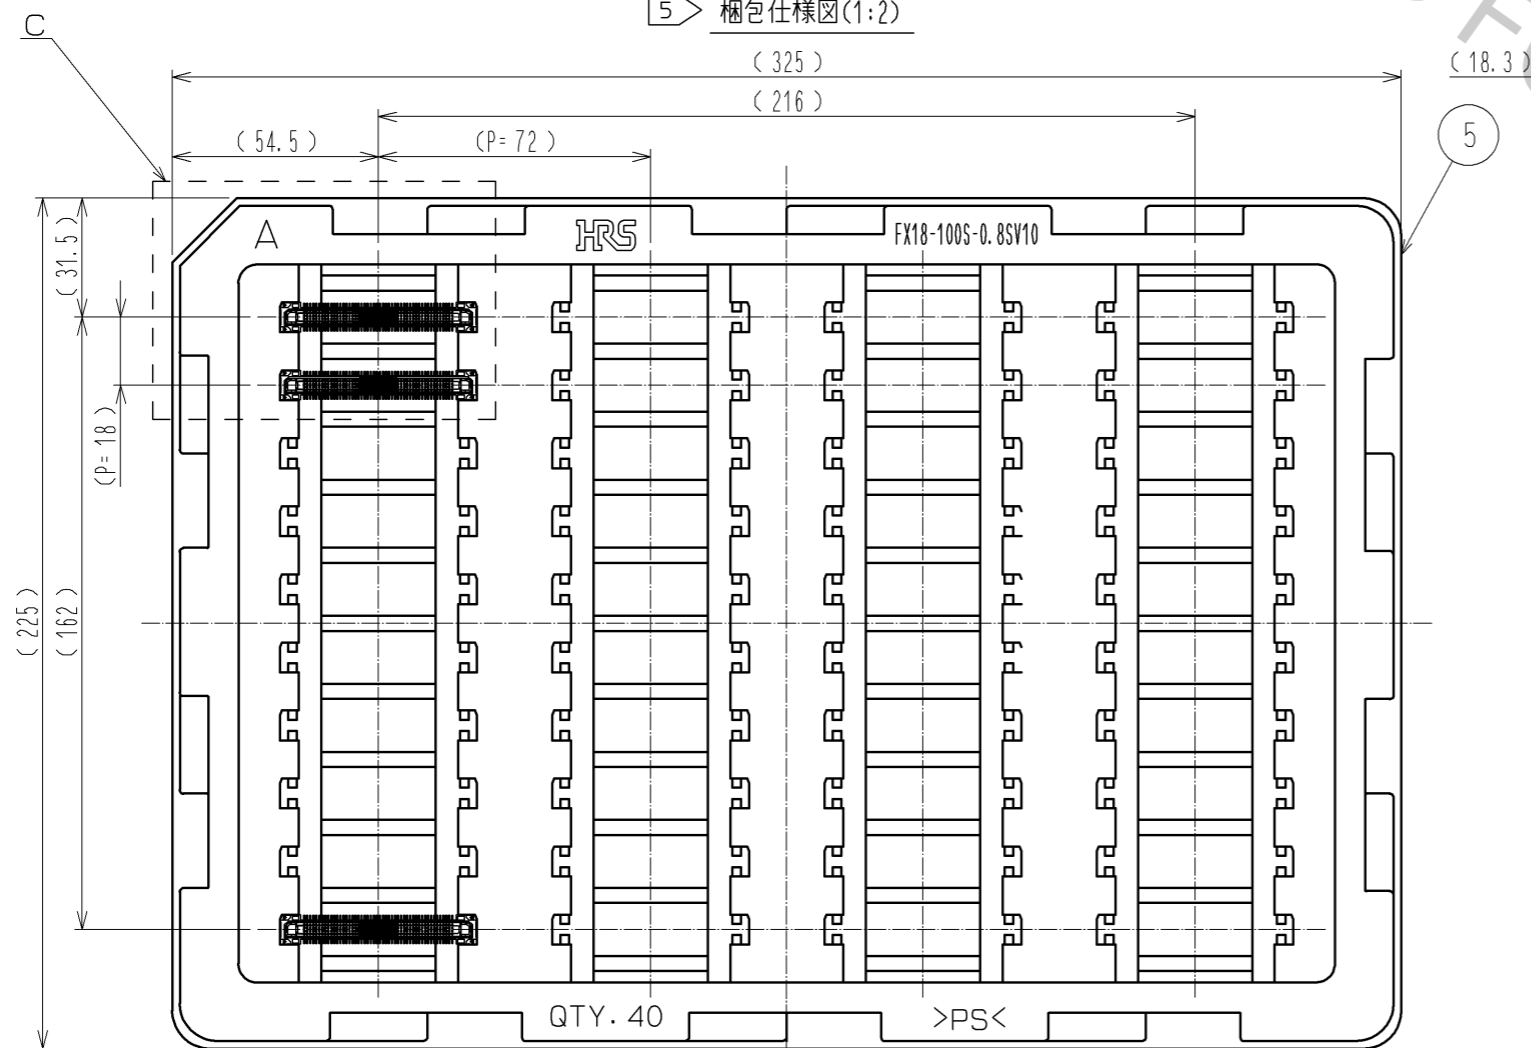 5 梱包仕様図(1:2)
C
(325)
(18.3)
(216)
5
(54.5)
(P=72)
(31.5)
A
HRS
FX18-100S-0.8SV10
(P=18)
(225)
(162)
QTY.40
>PS<